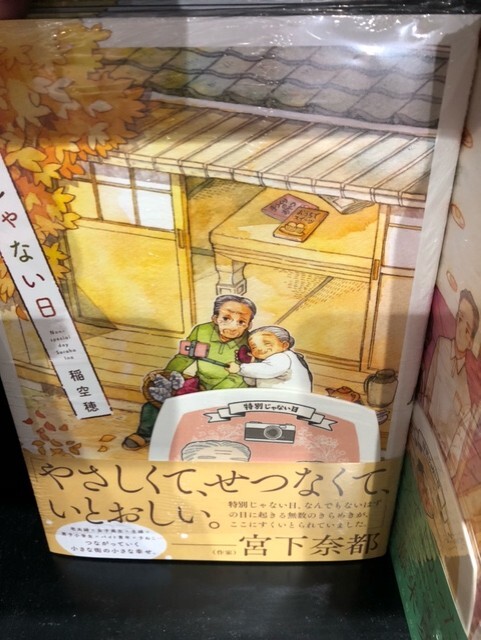 ゃない日
Non-
special
day
Soraho
Ina
稲空穂
特別じゃない日
やさしくて、せつなくて、
いとおしい。
特別じゃない日。なんでもないはず
の日に起きる無数のきらめきが、
ここにすくいとられていました。
(作家)
宮下奈都
つながっていく、
小さな街の小さな幸せ。